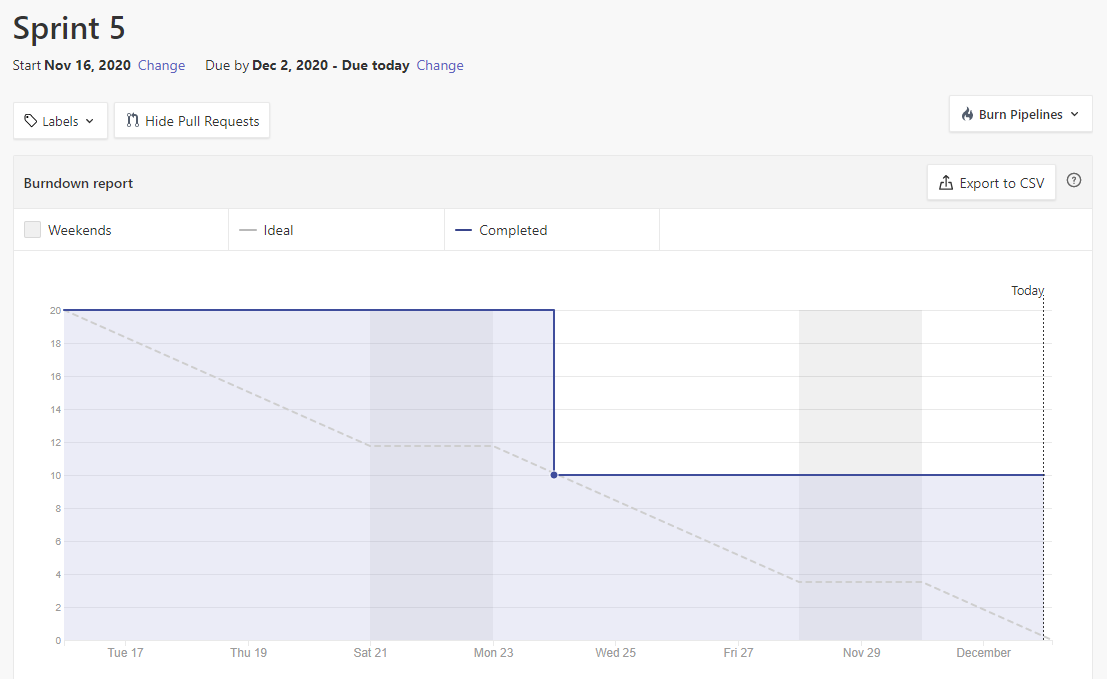 Sprint 5
Start Nov 16, 2020 Change Due by Dec 2, 2020 - Due today Change
Labels Hide Pull Requests Burn Pipelines
Burndown report Export to CSV ?
Weekends Ideal Completed
Today
20
18
16
14
12
10
8
6
4
2
0
Tue 17 Thu 19 Sat 21 Mon 23 Wed 25 Fri 27 Nov 29 December